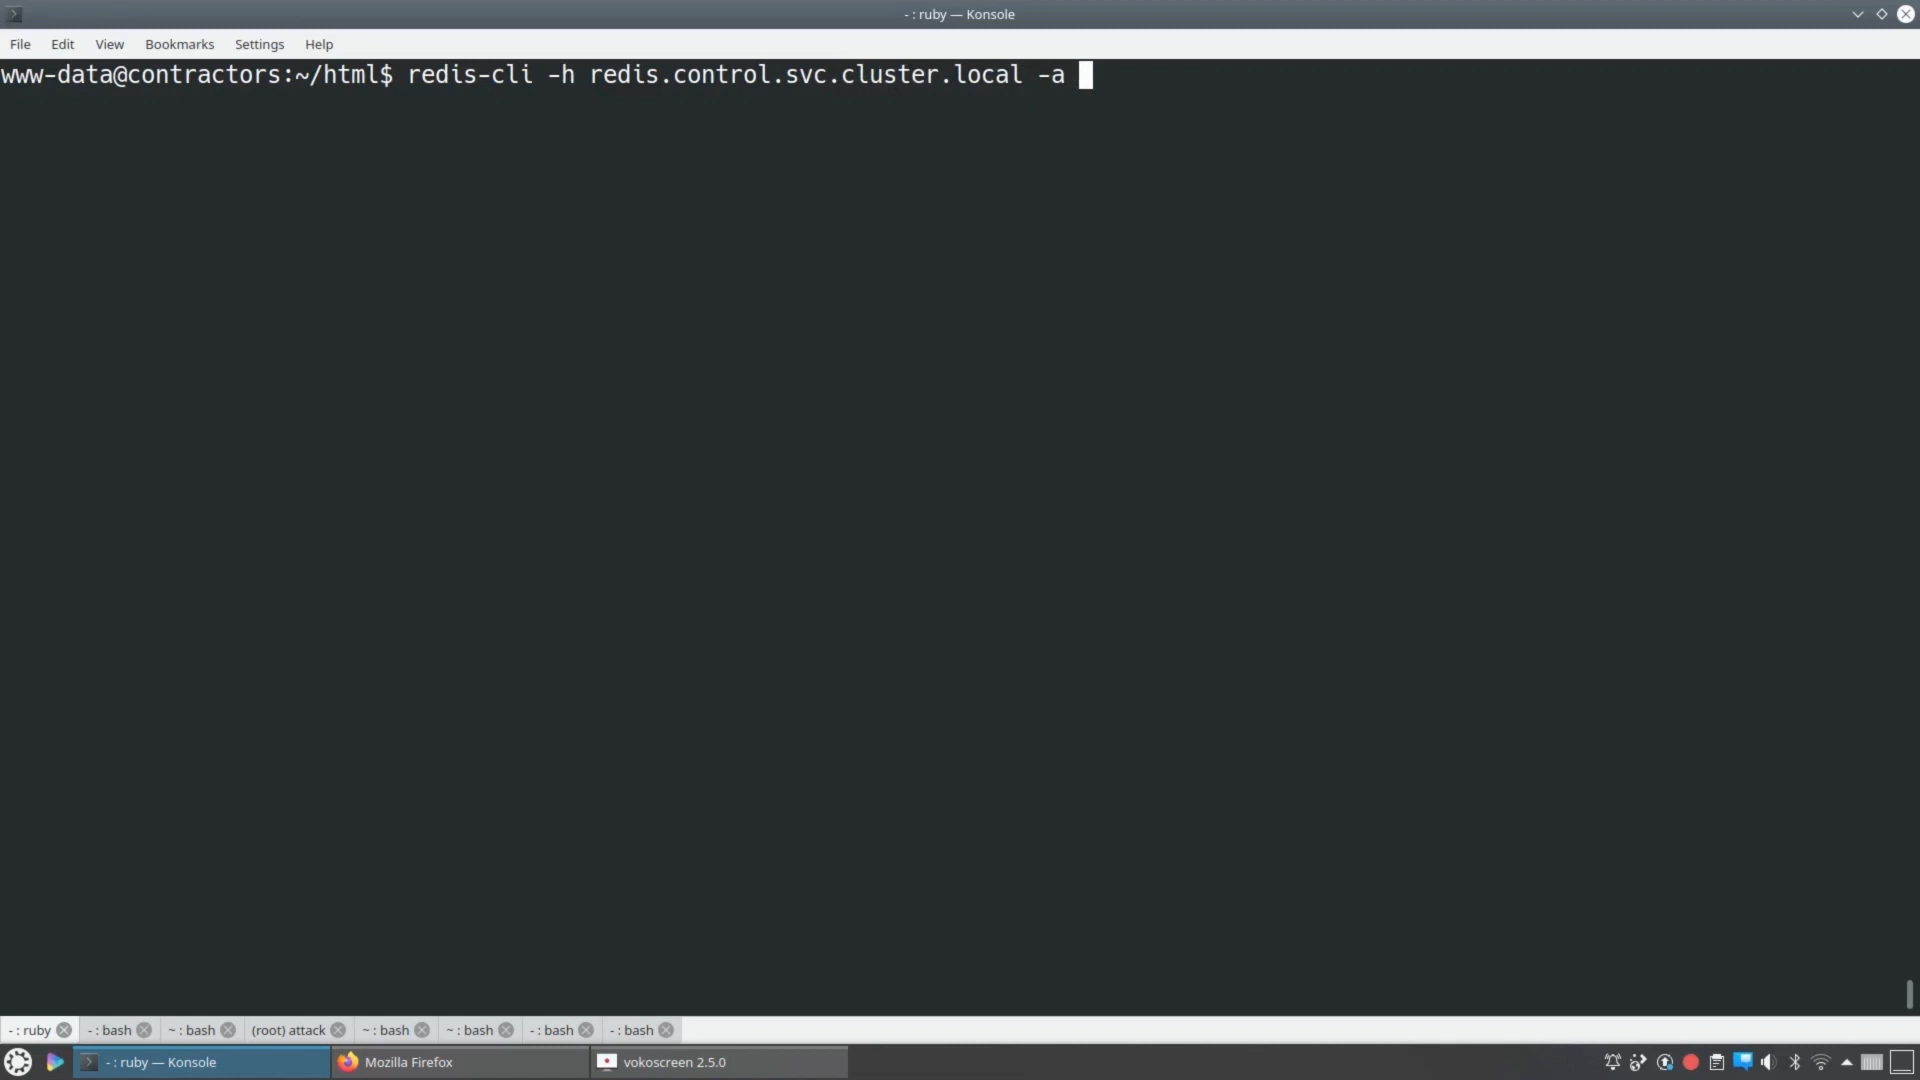 - : ruby — Konsole
File Edit View Bookmarks Settings Help
www-data@contractors:~/html$ redis-cli -h redis.control.svc.cluster.local -a
- : ruby - : bash ~ : bash (root) attack ~ : bash ~ : bash - : bash - : bash
- : ruby — Konsole Mozilla Firefox vokoscreen 2.5.0